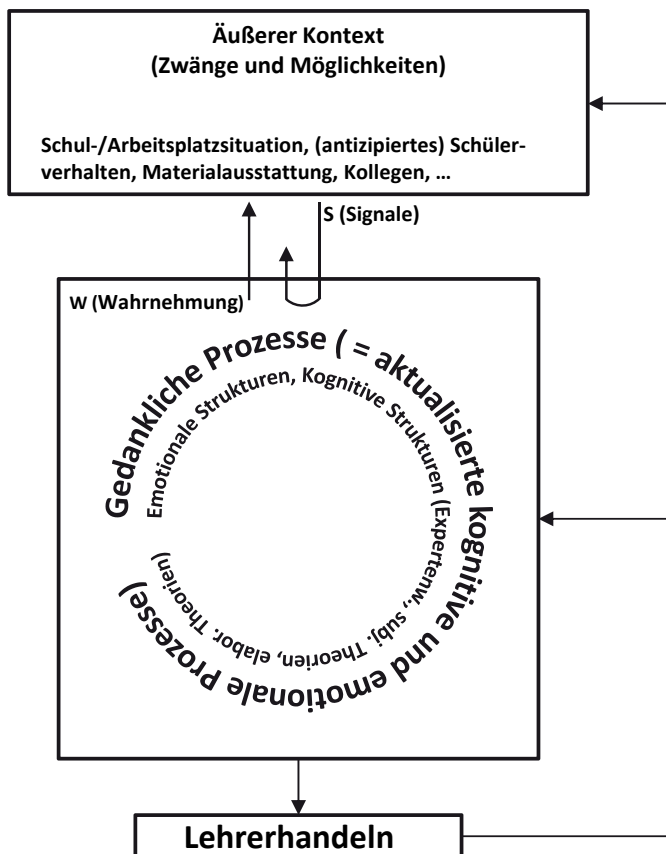 Äußerer Kontext
(Zwänge und Möglichkeiten)
Schul-/Arbeitsplatzsituation, (antizipiertes) Schüler-
verhalten, Materialausstattung, Kollegen, ...
S (Signale)
W (Wahrnehmung)
Gedankliche Prozesse ( = aktualisierte kognitive und emotionale Prozesse)
Emotionale Strukturen, Kognitive Strukturen (Expertenw., subj. Theorien, elabor. Theorien)
Lehrerhandeln